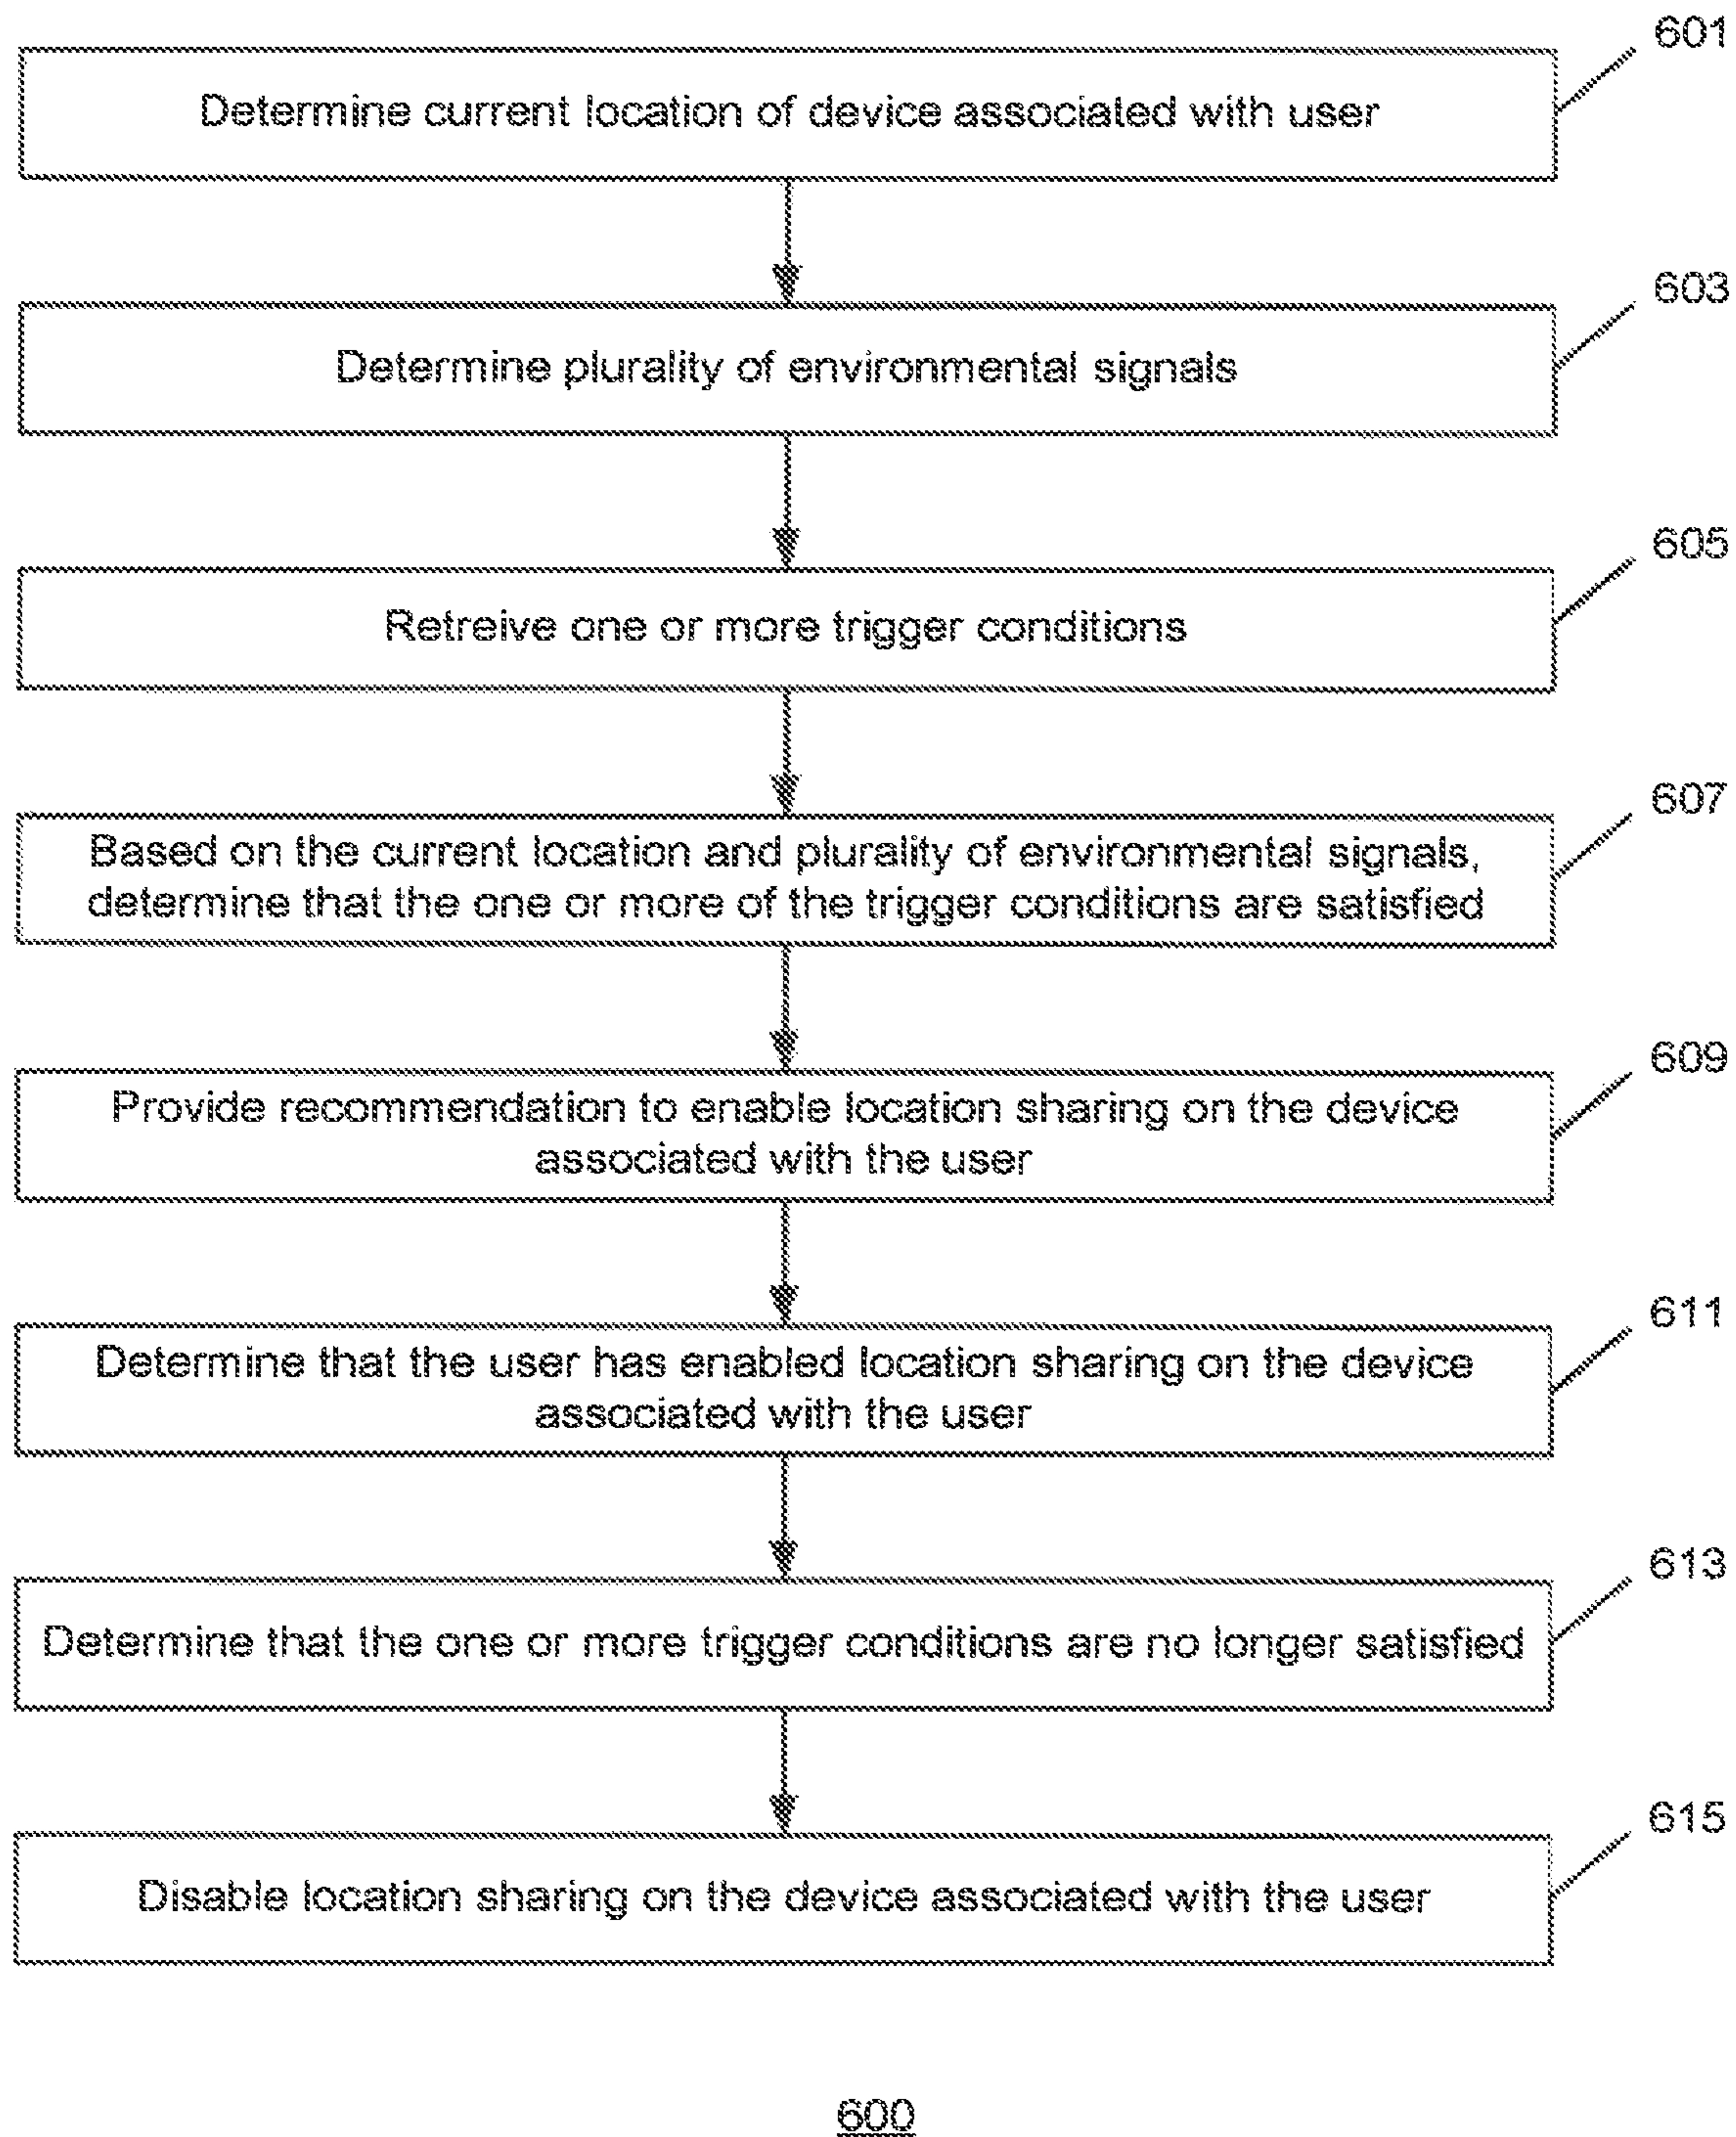 601
Determine current location of device associated with user
603
Determine plurality of environmental signals
605
Retreive one or more trigger conditions
607
Based on the current location and plurality of environmental signals,
determine that the one or more of the trigger conditions are satisfied
609
Provide recommendation to enable location sharing on the device
associated with the user
611
Determine that the user has enabled location sharing on the device
associated with the user
613
Determine that the one or more trigger conditions are no longer satisfied
615
Disable location sharing on the device associated with the user
600